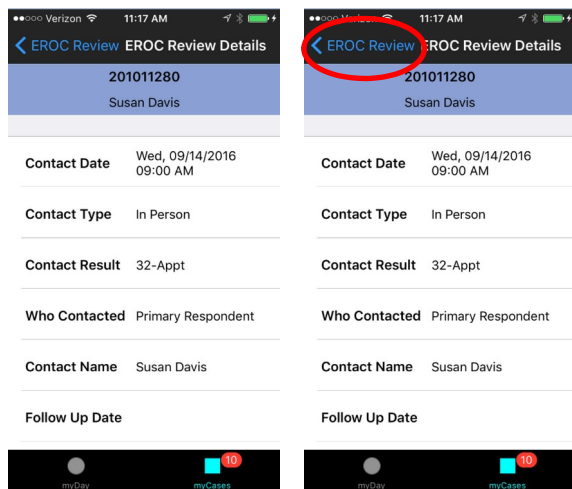 Verizon 11:17 AM
EROC Review EROC Review Details
201011280
Susan Davis
Contact Date Wed, 09/14/2016
09:00 AM
Contact Type In Person
Contact Result 32-Appt
Who Contacted Primary Respondent
Contact Name Susan Davis
Follow Up Date
10
myDay myCases
Verizon 11:17 AM
EROC Review EROC Review Details
201011280
Susan Davis
Contact Date Wed, 09/14/2016
09:00 AM
Contact Type In Person
Contact Result 32-Appt
Who Contacted Primary Respondent
Contact Name Susan Davis
Follow Up Date
10
myDay myCases